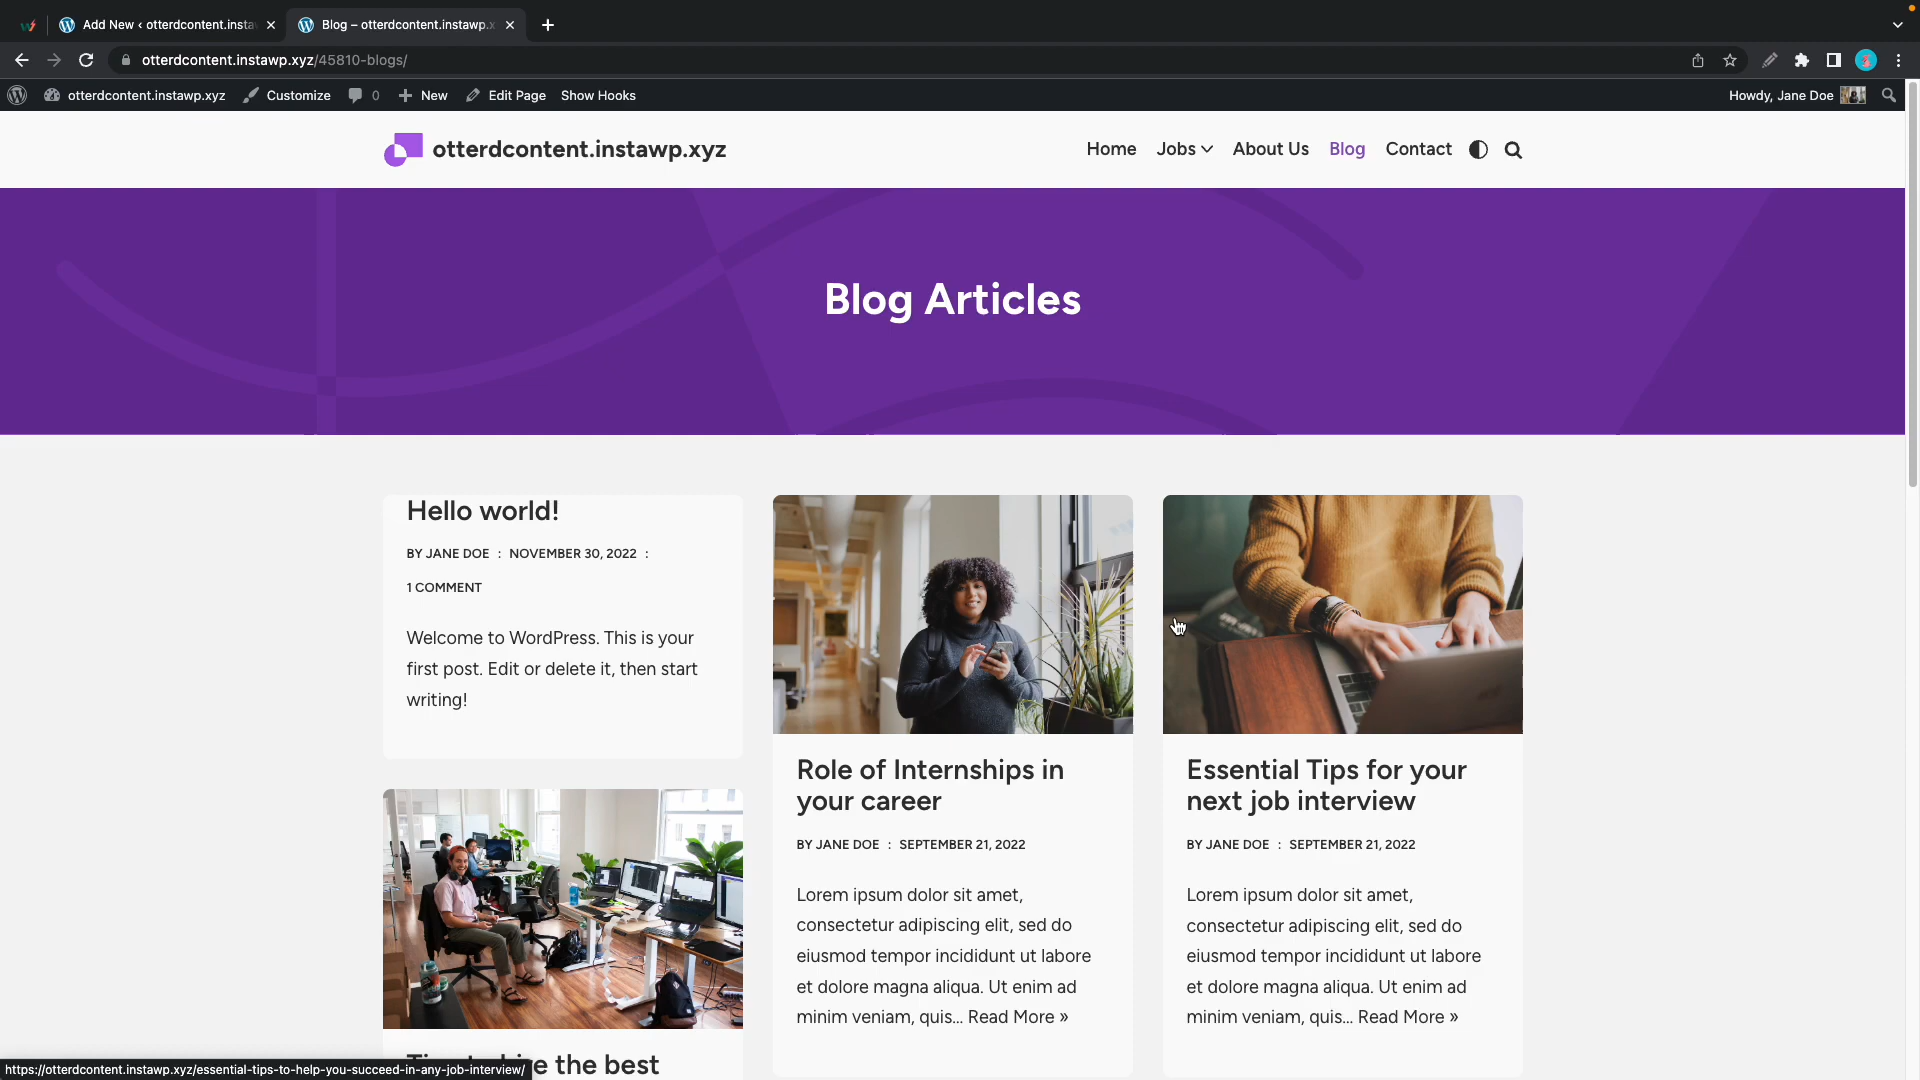 Add New ‹ otterdcontent.insta
Blog – otterdcontent.instawp.x
otterdcontent.instawp.xyz/45810-blogs/
otterdcontent.instawp.xyz
Customize
0
New
Edit Page
Show Hooks
Howdy, Jane Doe
otterdcontent.instawp.xyz
Home
Jobs
About Us
Blog
Contact
Blog Articles
Hello world!
BY JANE DOE : NOVEMBER 30, 2022 :
1 COMMENT
Welcome to WordPress. This is your
first post. Edit or delete it, then start
writing!
Role of Internships in
your career
BY JANE DOE : SEPTEMBER 21, 2022
Lorem ipsum dolor sit amet,
consectetur adipiscing elit, sed do
eiusmod tempor incididunt ut labore
et dolore magna aliqua. Ut enim ad
minim veniam, quis... Read More »
Essential Tips for your
next job interview
BY JANE DOE : SEPTEMBER 21, 2022
Lorem ipsum dolor sit amet,
consectetur adipiscing elit, sed do
eiusmod tempor incididunt ut labore
et dolore magna aliqua. Ut enim ad
minim veniam, quis... Read More »
the best
https://otterdcontent.instawp.xyz/essential-tips-to-help-you-succeed-in-any-job-interview/